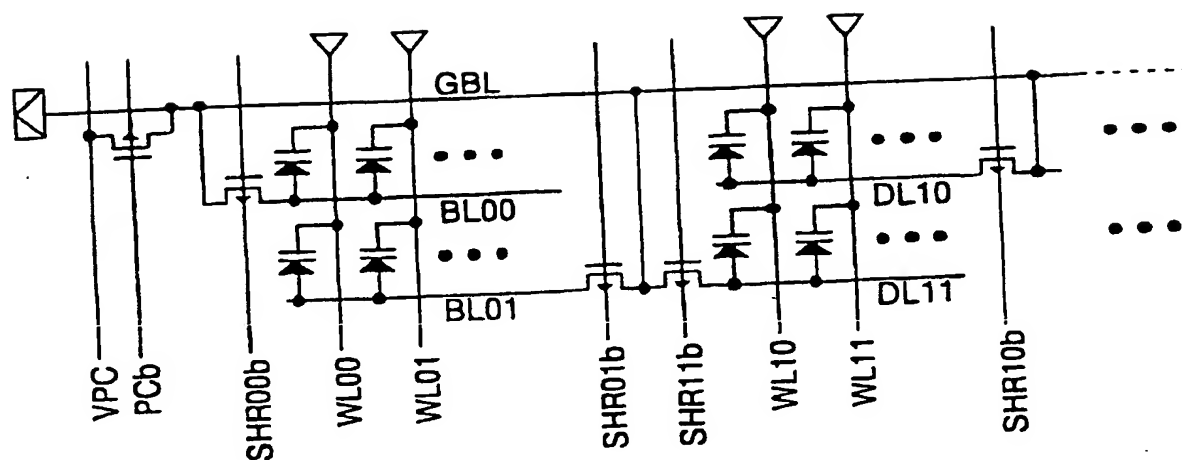 GBL
BL00
DL10
BL01
DL11
VPC
PCb
SHR00b
WL00
WL01
SHR01b
SHR11b
WL10
WL11
SHR10b